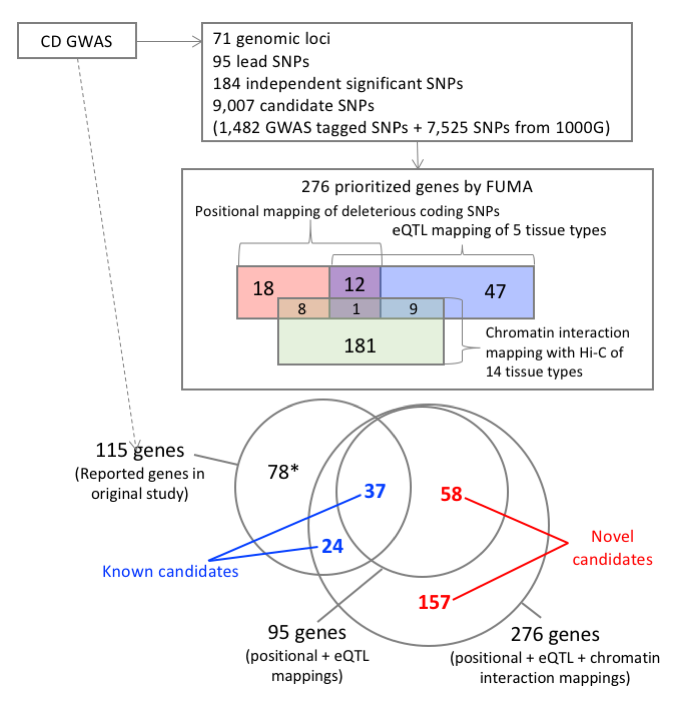 CD GWAS
71 genomic loci
95 lead SNPs
184 independent significant SNPs
9,007 candidate SNPs
(1,482 GWAS tagged SNPs + 7,525 SNPs from 1000G)
276 prioritized genes by FUMA
Positional mapping of deleterious coding SNPs
eQTL mapping of 5 tissue types
18
12
47
8
1
9
181
Chromatin interaction
mapping with Hi-C of
14 tissue types
115 genes
(Reported genes in
original study)
78*
37
58
24
Known candidates
Novel
candidates
157
95 genes
(positional + eQTL
mappings)
276 genes
(positional + eQTL + chromatin
interaction mappings)